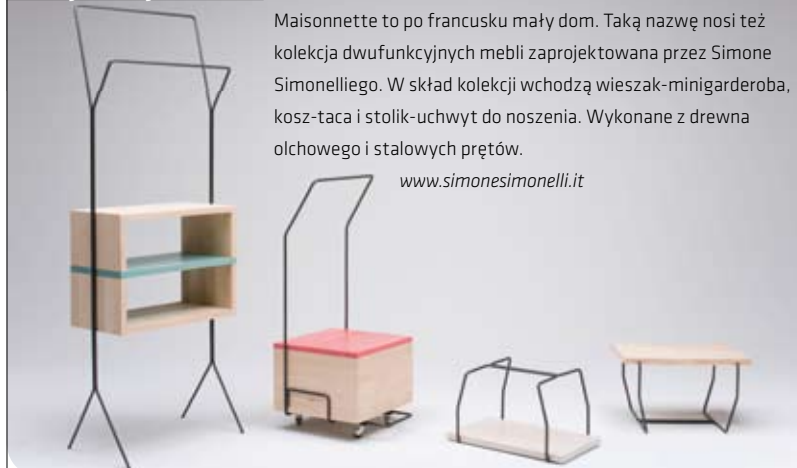 Maisonnette to po francusku mały dom. Taką nazwę nosi też
kolekcja dwufunkcyjnych mebli zaprojektowana przez Simone
Simonelliego. W skład kolekcji wchodzą wieszak-minigarderoba,
kosz-taca i stolik-uchwyt do noszenia. Wykonane z drewna
olchowego i stalowych prętów.
www.simonesimonelli.it